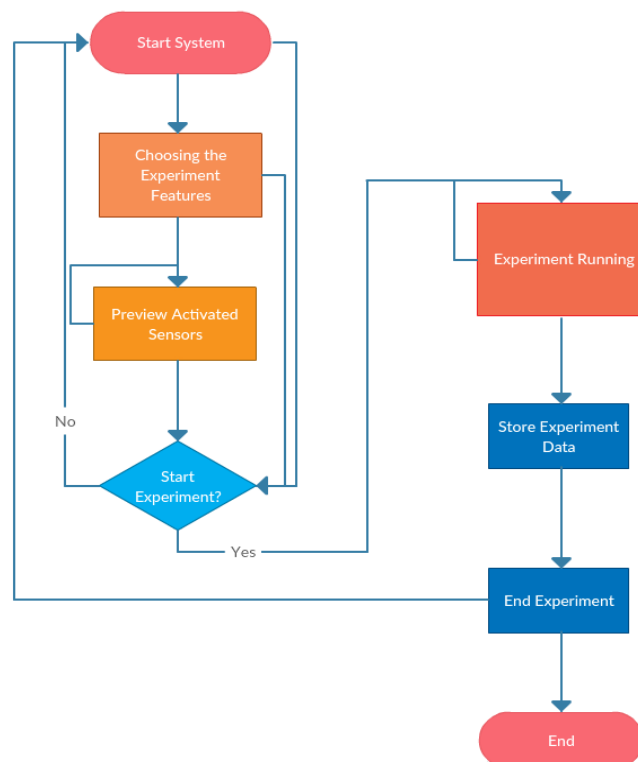 Start System
Choosing the
Experiment
Features
Preview Activated
Sensors
No
Start
Experiment?
Yes
Experiment Running
Store Experiment
Data
End Experiment
End